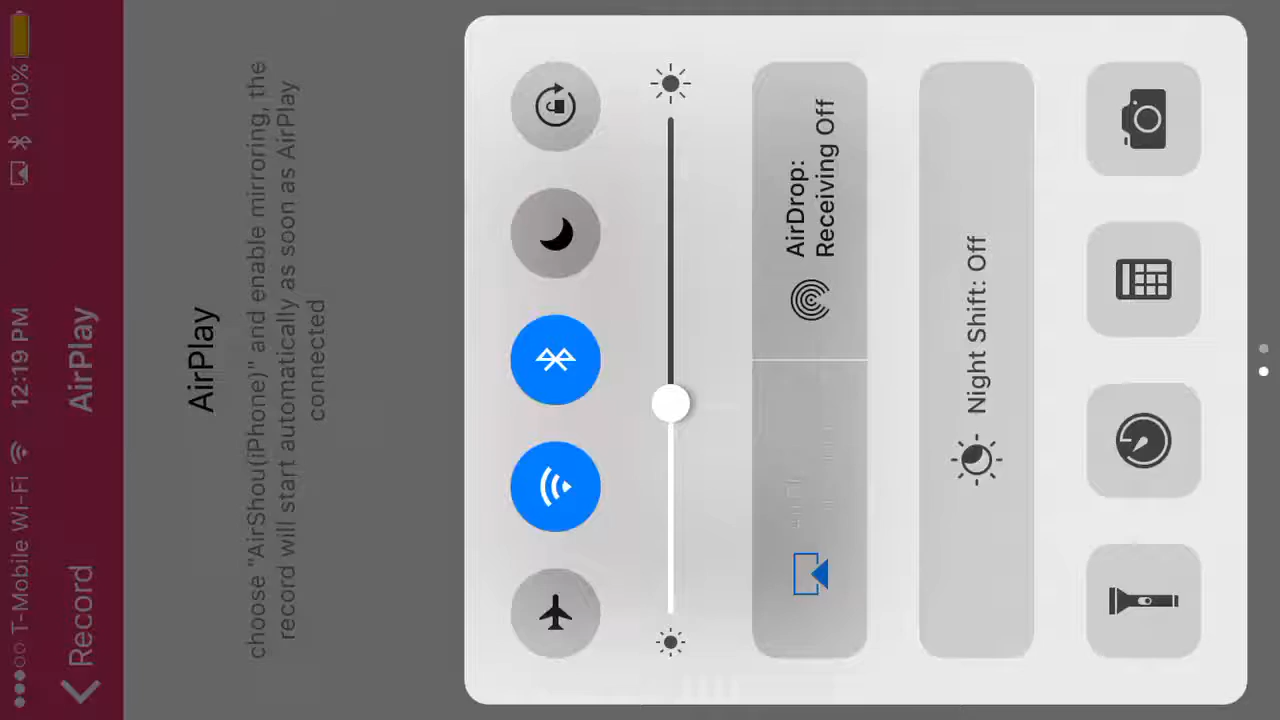 ●●●○○ T-Mobile Wi-Fi 12:19 PM 100%
Record AirPlay
AirPlay
choose "AirShou(iPhone)" and enable mirroring, the
record will start automatically as soon as AirPlay
connected
AirDrop:
Receiving Off
Night Shift: Off